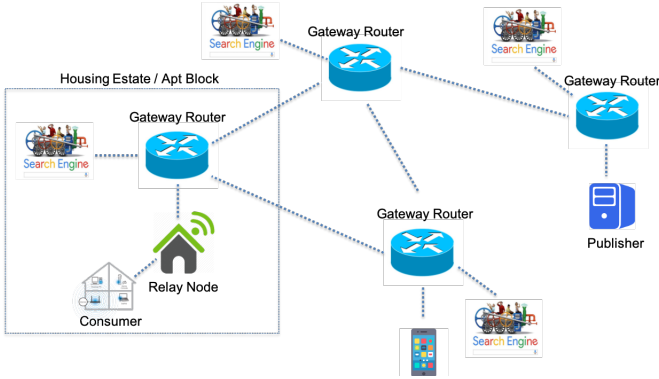 Search Engine
Gateway Router
Search Engine
Housing Estate / Apt Block
Gateway Router
Gateway Router
Search Engine
Gateway Router
Publisher
Relay Node
Consumer
Search Engine